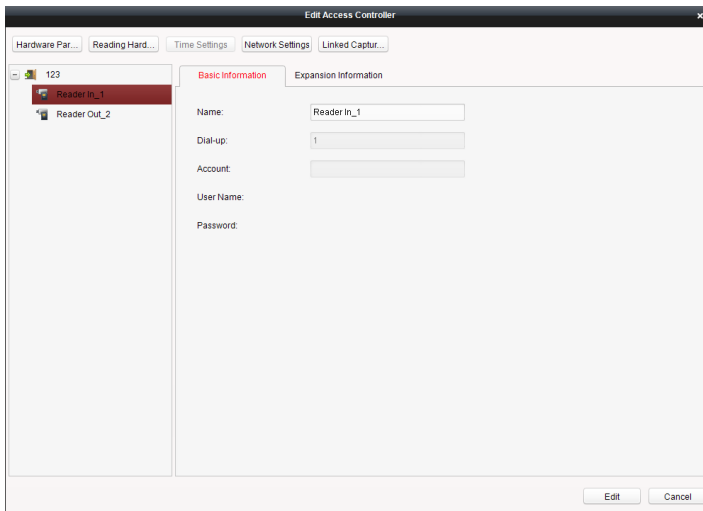 Edit Access Controller
Hardware Par... Reading Hard... Time Settings Network Settings Linked Captur...
123
Reader In_1
Reader Out_2
Basic Information Expansion Information
Name: Reader In_1
Dial-up: 1
Account:
User Name:
Password:
Edit Cancel